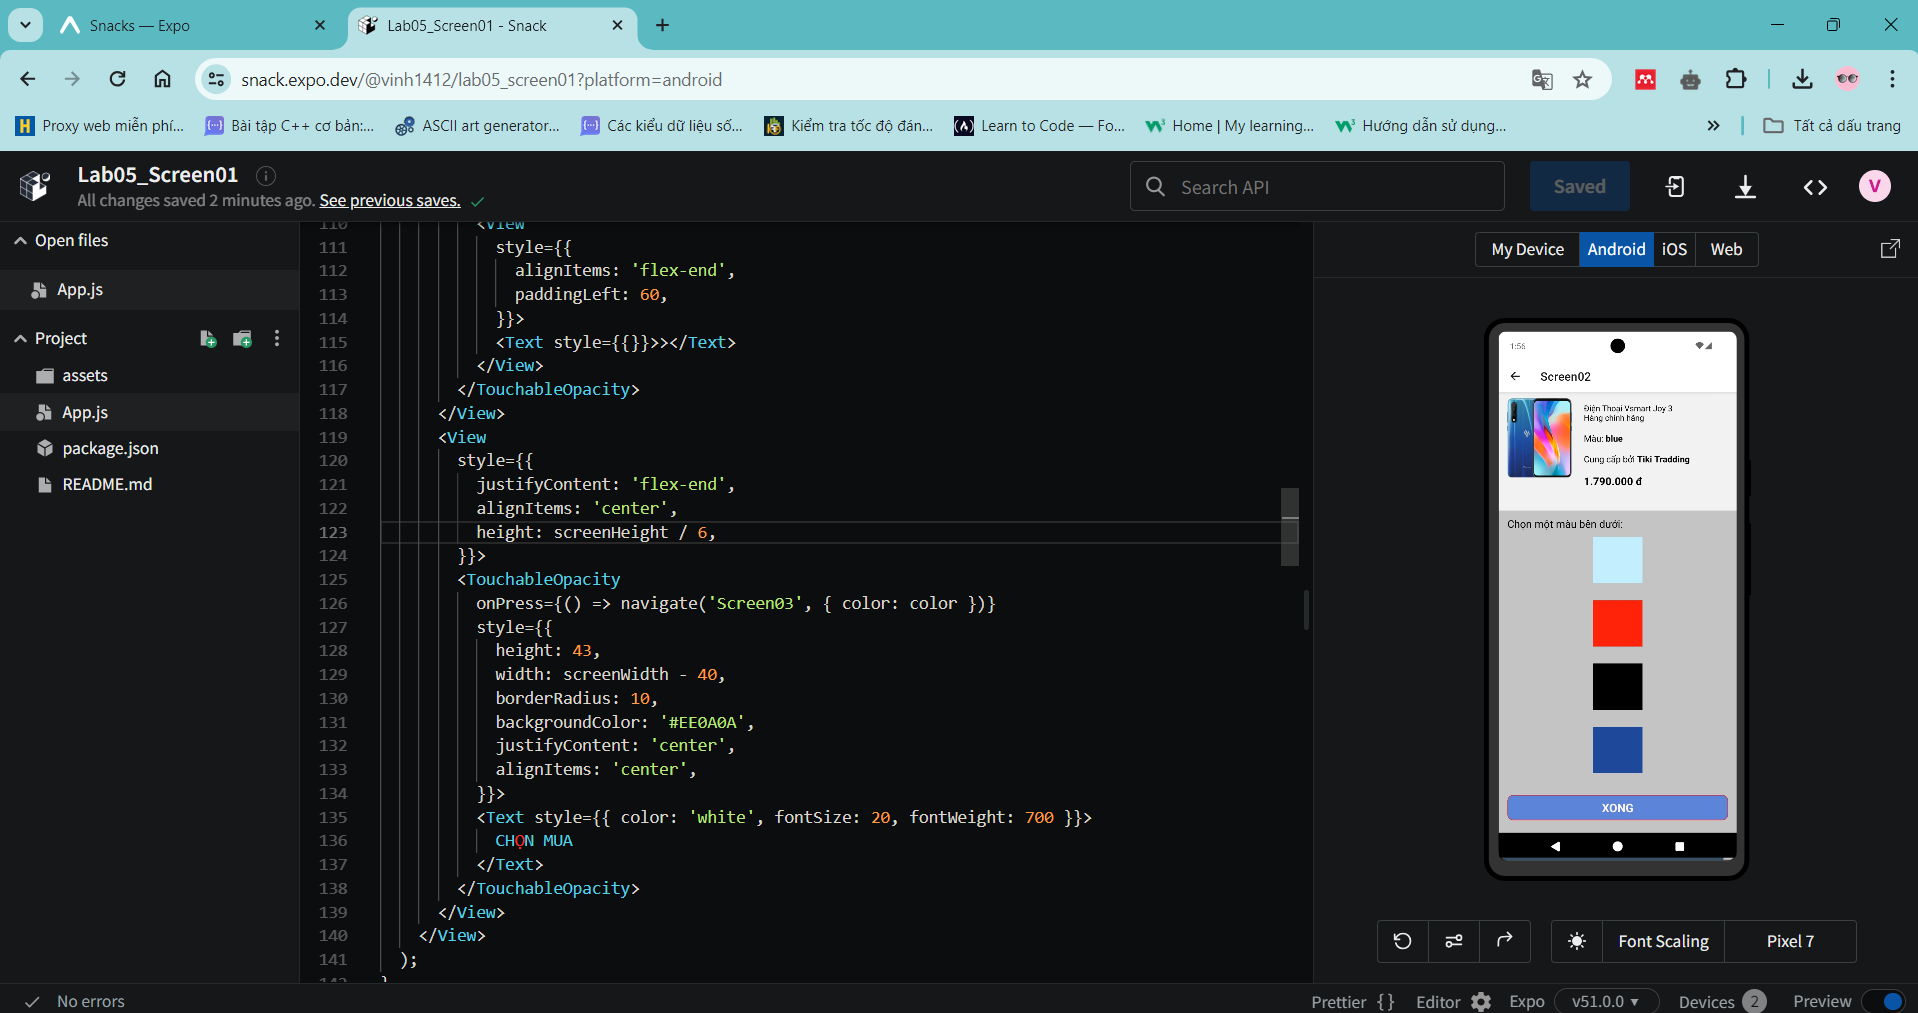 Snacks — Expo
Lab05_Screen01 - Snack
snack.expo.dev/@vinh1412/lab05_screen01?platform=android
Proxy web miễn phí...
Bài tập C++ cơ bản:...
ASCII art generator...
Các kiểu dữ liệu số...
Kiểm tra tốc độ đán...
Learn to Code — Fo...
Home | My learning...
Hướng dẫn sử dụng...
Tất cả dấu trang
Lab05_Screen01
All changes saved 2 minutes ago. See previous saves.
Search API
Saved
V
Open files
App.js
Project
assets
App.js
package.json
README.md
110 <View
111 style={{
112 alignItems: 'flex-end',
113 paddingLeft: 60,
114 }}>
115 <Text style={{}}>></Text>
116 </View>
117 </TouchableOpacity>
118 </View>
119 <View
120 style={{
121 justifyContent: 'flex-end',
122 alignItems: 'center',
123 height: screenHeight / 6,
124 }}>
125 <TouchableOpacity
126 onPress={() => navigate('Screen03', { color: color })}
127 style={{
128 height: 43,
129 width: screenWidth - 40,
130 borderRadius: 10,
131 backgroundColor: '#EE0A0A',
132 justifyContent: 'center',
133 alignItems: 'center',
134 }}>
135 <Text style={{ color: 'white', fontSize: 20, fontWeight: 700 }}>
136 CHỌN MUA
137 </Text>
138 </TouchableOpacity>
139 </View>
140 </View>
141 );
My Device
Android
iOS
Web
1:56
Screen02
Điện Thoại Vsmart Joy 3
Hàng chính hãng
Màu: blue
Cung cấp bởi Tiki Tradding
1.790.000 đ
Chọn một màu bên dưới:
XONG
Font Scaling
Pixel 7
No errors
Prettier {}
Editor
Expo
v51.0.0
Devices 2
Preview